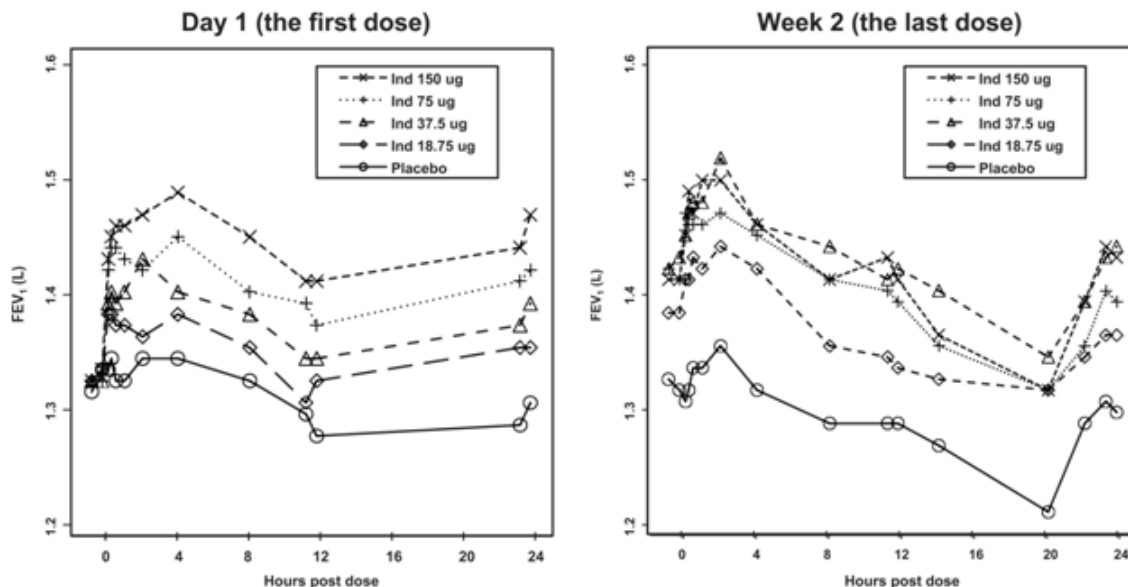 Day 1 (the first dose)
1.6
1.5
1.4
1.3
1.2
FEV1 (L)
Ind 150 ug
Ind 75 ug
Ind 37.5 ug
Ind 18.75 ug
Placebo
0 4 8 12 16 20 24
Hours post dose
Week 2 (the last dose)
1.6
1.5
1.4
1.3
1.2
FEV1 (L)
Ind 150 ug
Ind 75 ug
Ind 37.5 ug
Ind 18.75 ug
Placebo
0 4 8 12 16 20 24
Hours post dose